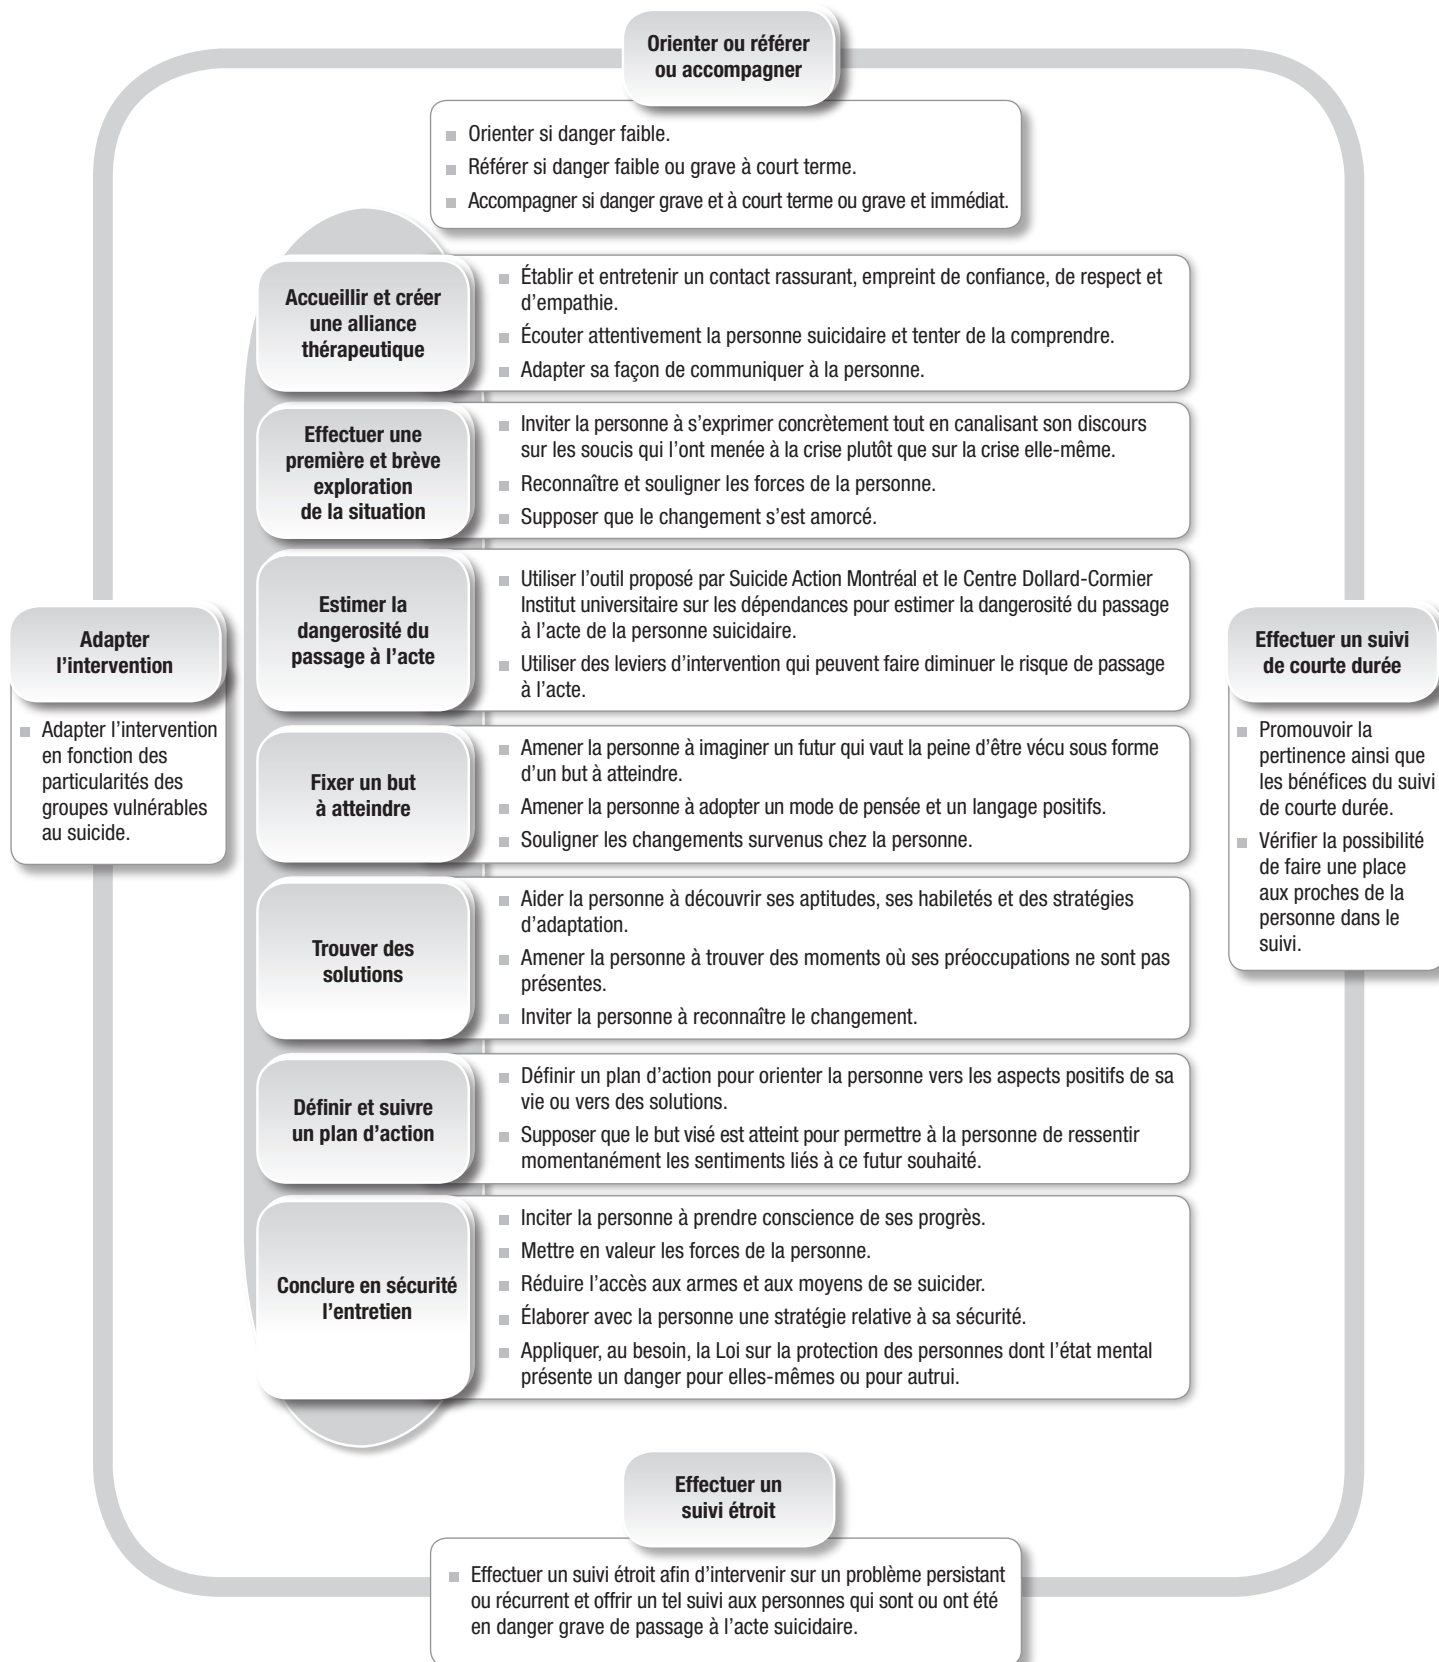 Orienter ou référer
ou accompagner
■ Orienter si danger faible.
■ Référer si danger faible ou grave à court terme.
■ Accompagner si danger grave et à court terme ou grave et immédiat.
Accueillir et créer
une alliance
thérapeutique
■ Établir et entretenir un contact rassurant, empreint de confiance, de respect et
d’empathie.
■ Écouter attentivement la personne suicidaire et tenter de la comprendre.
■ Adapter sa façon de communiquer à la personne.
Effectuer une
première et brève
exploration
de la situation
■ Inviter la personne à s’exprimer concrètement tout en canalisant son discours
sur les soucis qui l’ont menée à la crise plutôt que sur la crise elle-même.
■ Reconnaître et souligner les forces de la personne.
■ Supposer que le changement s’est amorcé.
Estimer la
dangerosité du
passage à l’acte
■ Utiliser l’outil proposé par Suicide Action Montréal et le Centre Dollard-Cormier
Institut universitaire sur les dépendances pour estimer la dangerosité du passage
à l’acte de la personne suicidaire.
■ Utiliser des leviers d’intervention qui peuvent faire diminuer le risque de passage
à l’acte.
Adapter
l’intervention
■ Adapter l’intervention
en fonction des
particularités des
groupes vulnérables
au suicide.
Effectuer un suivi
de courte durée
■ Promouvoir la
pertinence ainsi que
les bénéfices du suivi
de courte durée.
■ Vérifier la possibilité
de faire une place
aux proches de la
personne dans le
suivi.
Fixer un but
à atteindre
■ Amener la personne à imaginer un futur qui vaut la peine d’être vécu sous forme
d’un but à atteindre.
■ Amener la personne à adopter un mode de pensée et un langage positifs.
■ Souligner les changements survenus chez la personne.
Trouver des
solutions
■ Aider la personne à découvrir ses aptitudes, ses habiletés et des stratégies
d’adaptation.
■ Amener la personne à trouver des moments où ses préoccupations ne sont pas
présentes.
■ Inviter la personne à reconnaître le changement.
Définir et suivre
un plan d’action
■ Définir un plan d’action pour orienter la personne vers les aspects positifs de sa
vie ou vers des solutions.
■ Supposer que le but visé est atteint pour permettre à la personne de ressentir
momentanément les sentiments liés à ce futur souhaité.
Conclure en sécurité
l’entretien
■ Inciter la personne à prendre conscience de ses progrès.
■ Mettre en valeur les forces de la personne.
■ Réduire l’accès aux armes et aux moyens de se suicider.
■ Élaborer avec la personne une stratégie relative à sa sécurité.
■ Appliquer, au besoin, la Loi sur la protection des personnes dont l’état mental
présente un danger pour elles-mêmes ou pour autrui.
Effectuer un
suivi étroit
■ Effectuer un suivi étroit afin d’intervenir sur un problème persistant
ou récurrent et offrir un tel suivi aux personnes qui sont ou ont été
en danger grave de passage à l’acte suicidaire.